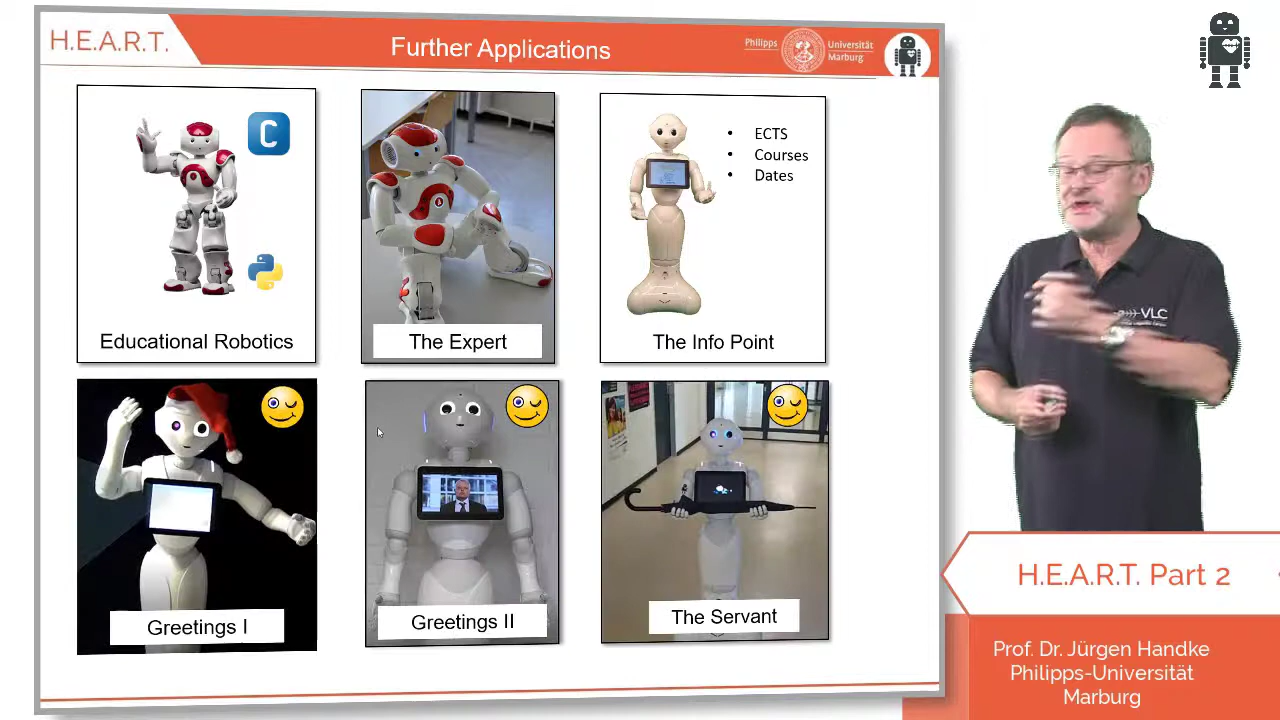 H.E.A.R.T.
Further Applications
Philipps
Universität
Marburg
C
• ECTS
• Courses
• Dates
Educational Robotics
The Expert
The Info Point
Greetings I
Greetings II
The Servant
VLC
H.E.A.R.T. Part 2
Prof. Dr. Jürgen Handke
Philipps-Universität
Marburg